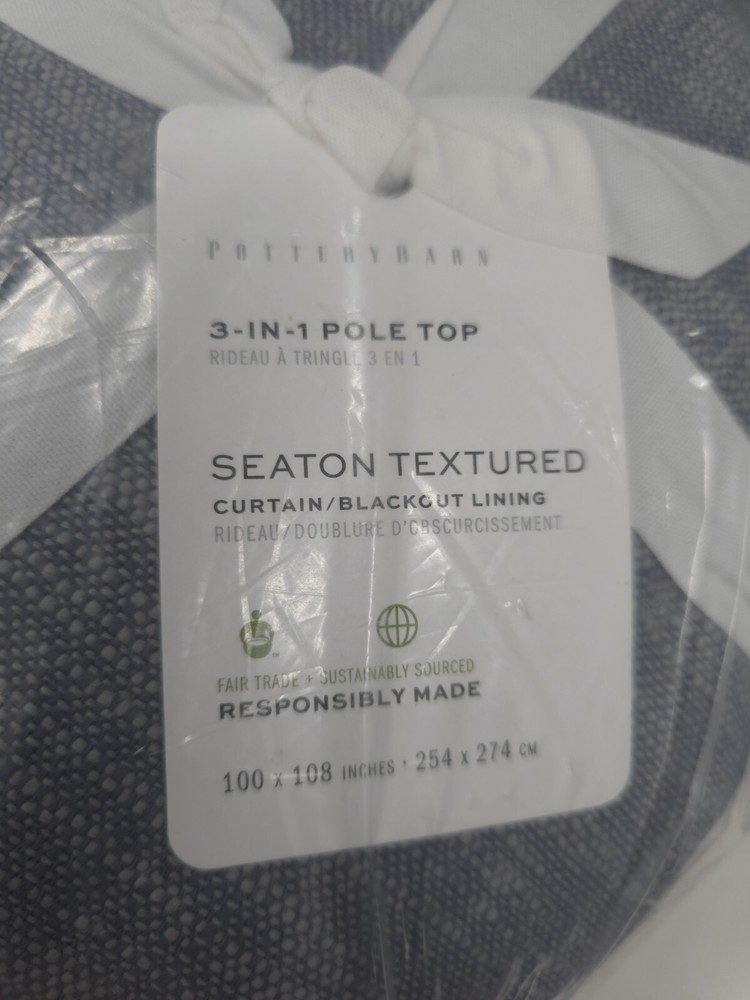 POTTERYBARN
3-IN-1 POLE TOP
RIDEAU À TRINGLE 3 EN 1
SEATON TEXTURED
CURTAIN/BLACKOUT LINING
RIDEAU/DOUBLURE D'OBSCURCISSEMENT
FAIR TRADE + SUSTAINABLY SOURCED
RESPONSIBLY MADE
100 x 108 INCHES · 254 x 274 CM